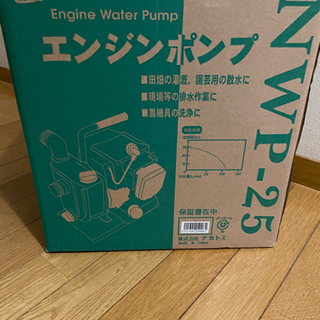 Engine Water Pump
エンジンポンプ
■田畑の灌漑、園芸用の散水に
■現場等の排水作業に
■農機具の洗浄に
NWP-25
保証書在中
株式会社 ナカトミ